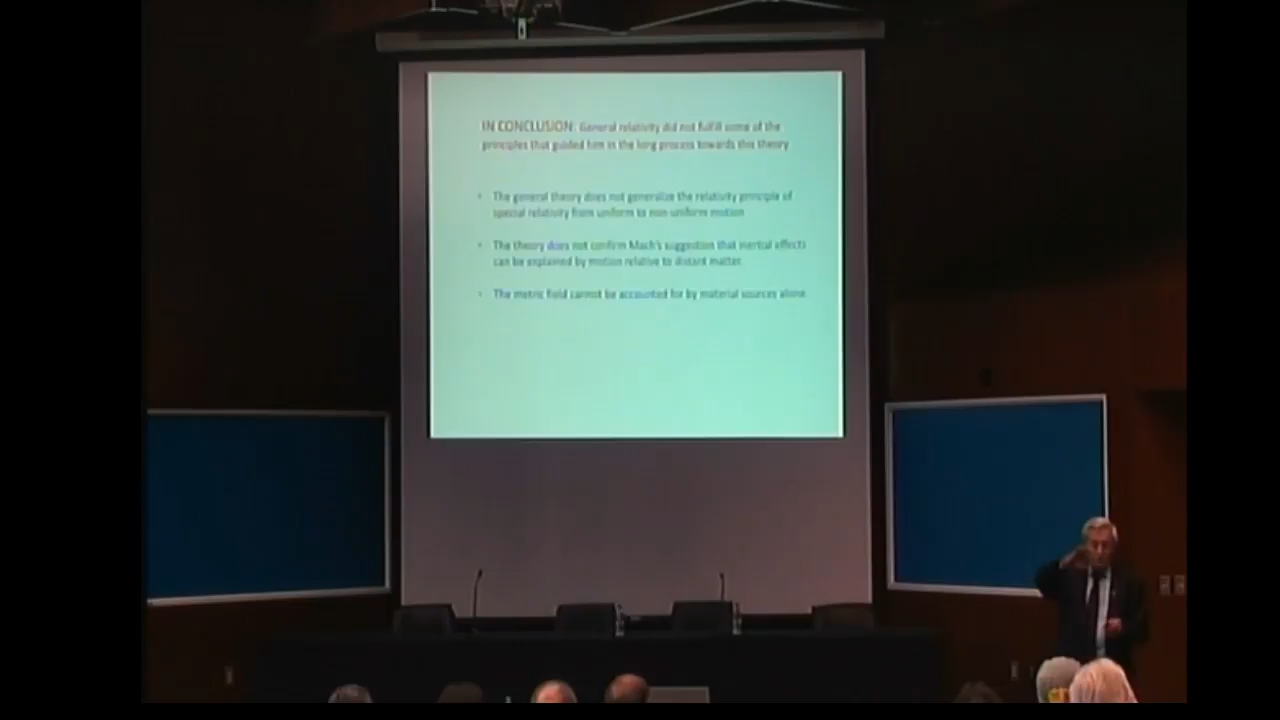 IN CONCLUSION: General relativity did not fulfill some of the
principles that guided him in the long process towards this theory
• The general theory does not generalize the relativity principle of
special relativity from uniform to non-uniform motion
• The theory does not confirm Mach's suggestion that inertial effects
can be explained by motion relative to distant matter.
• The metric field cannot be accounted for by material sources alone.